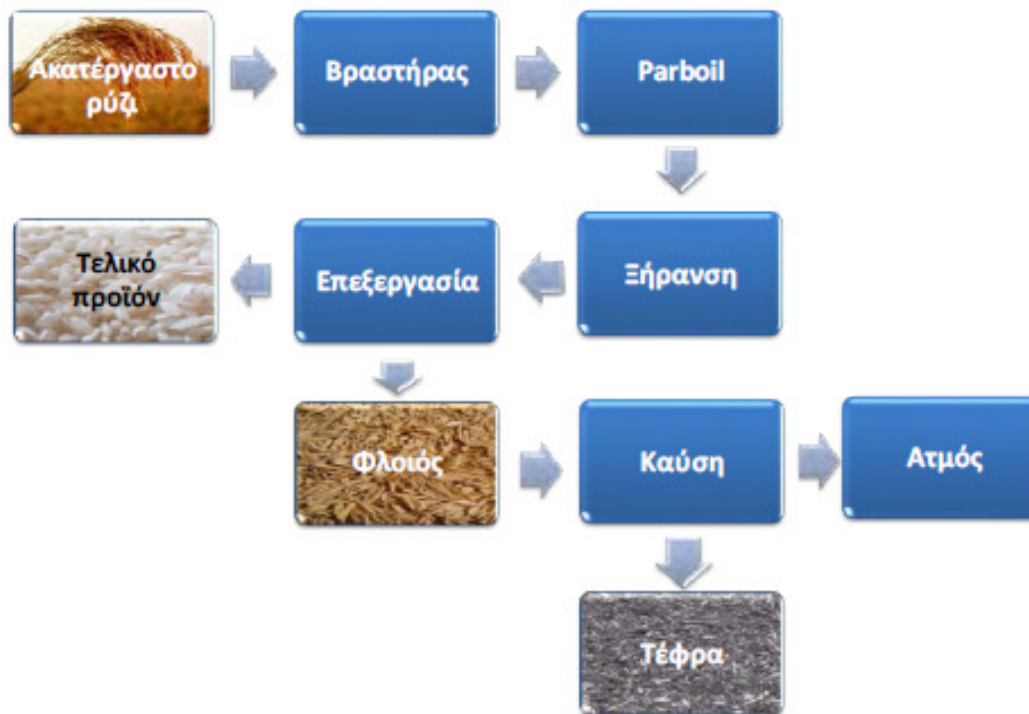 Ακατέργαστο
ρύζι
Βραστήρας
Parboil
Τελικό
προϊόν
Επεξεργασία
Ξήρανση
Φλοιός
Καύση
Ατμός
Τέφρα